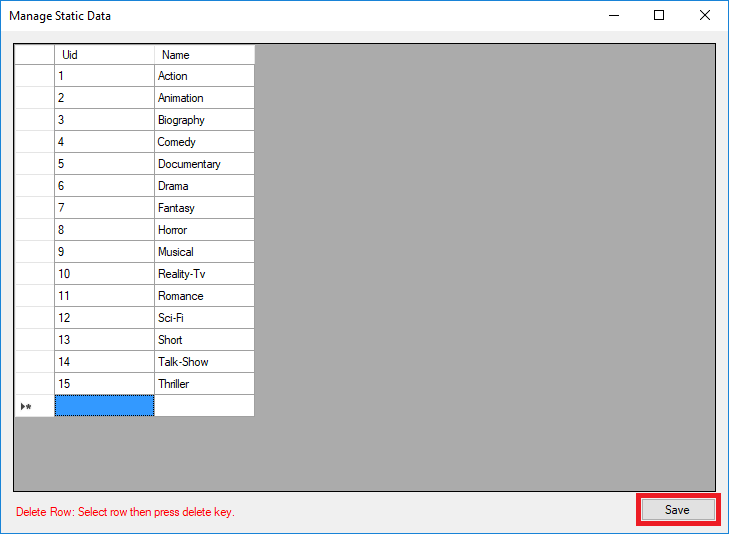 Manage Static Data
Uid Name
1 Action
2 Animation
3 Biography
4 Comedy
5 Documentary
6 Drama
7 Fantasy
8 Horror
9 Musical
10 Reality-Tv
11 Romance
12 Sci-Fi
13 Short
14 Talk-Show
15 Thriller
Delete Row: Select row then press delete key.
Save